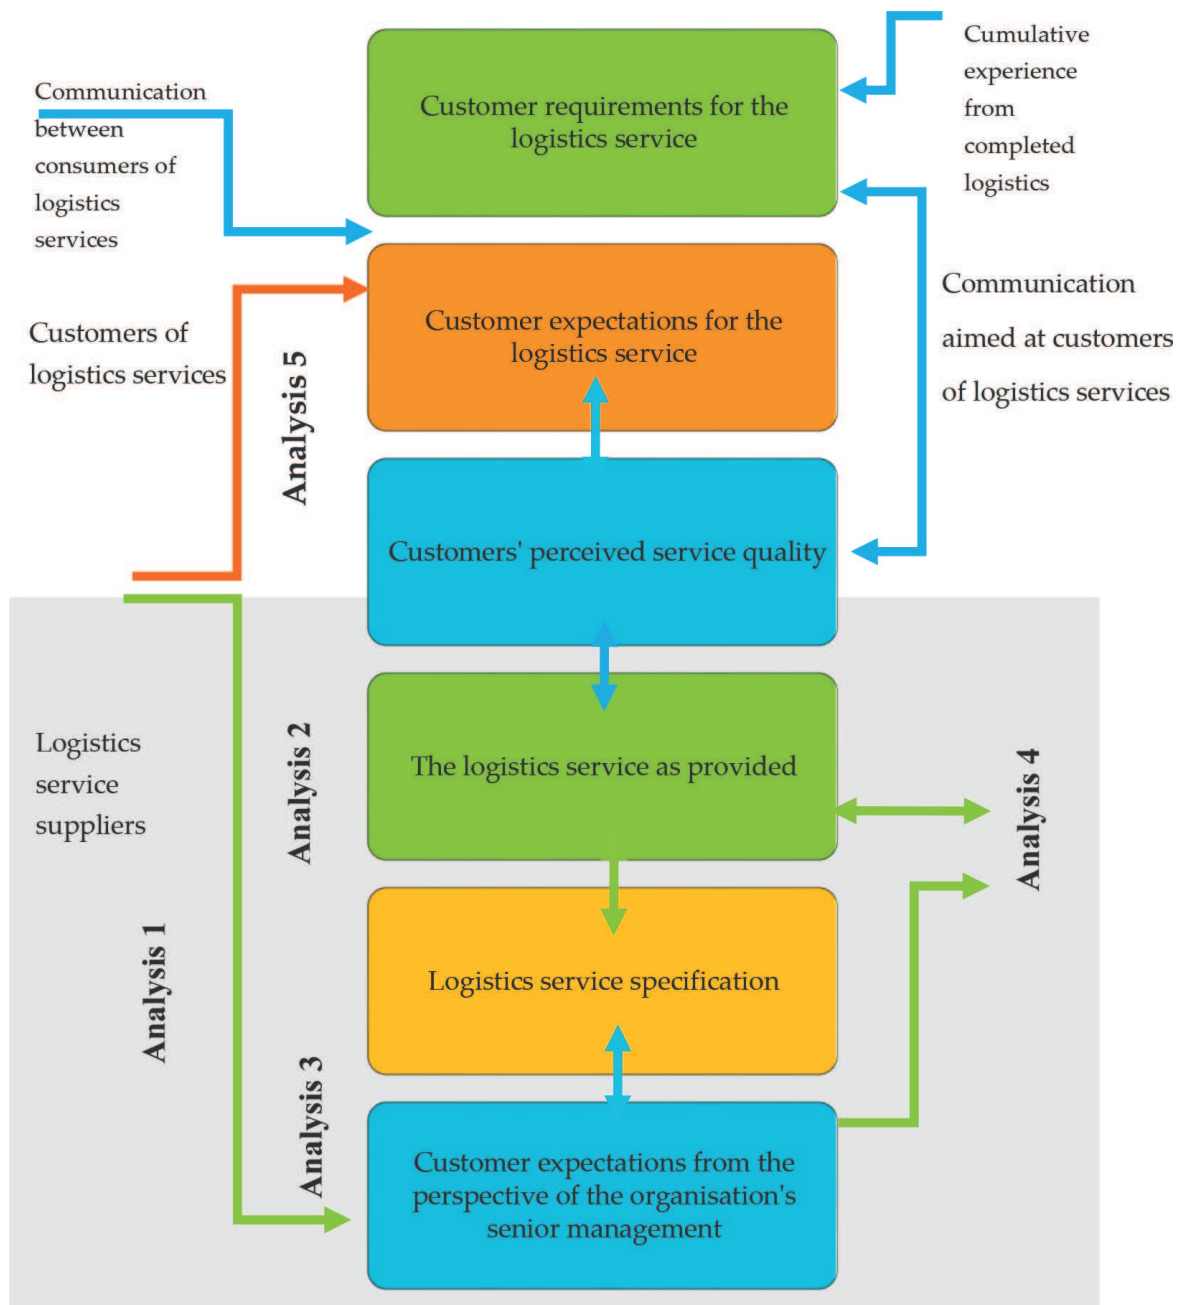 Cumulative
experience
from
completed
logistics
Communication
between
consumers of
logistics
services
Customer requirements for the
logistics service
Customers of
logistics services
Analysis 5
Customer expectations for the
logistics service
Communication
aimed at customers
of logistics services
Customers' perceived service quality
Logistics
service
suppliers
Analysis 2
The logistics service as provided
Analysis 4
Analysis 1
Logistics service specification
Analysis 3
Customer expectations from the
perspective of the organisation's
senior management